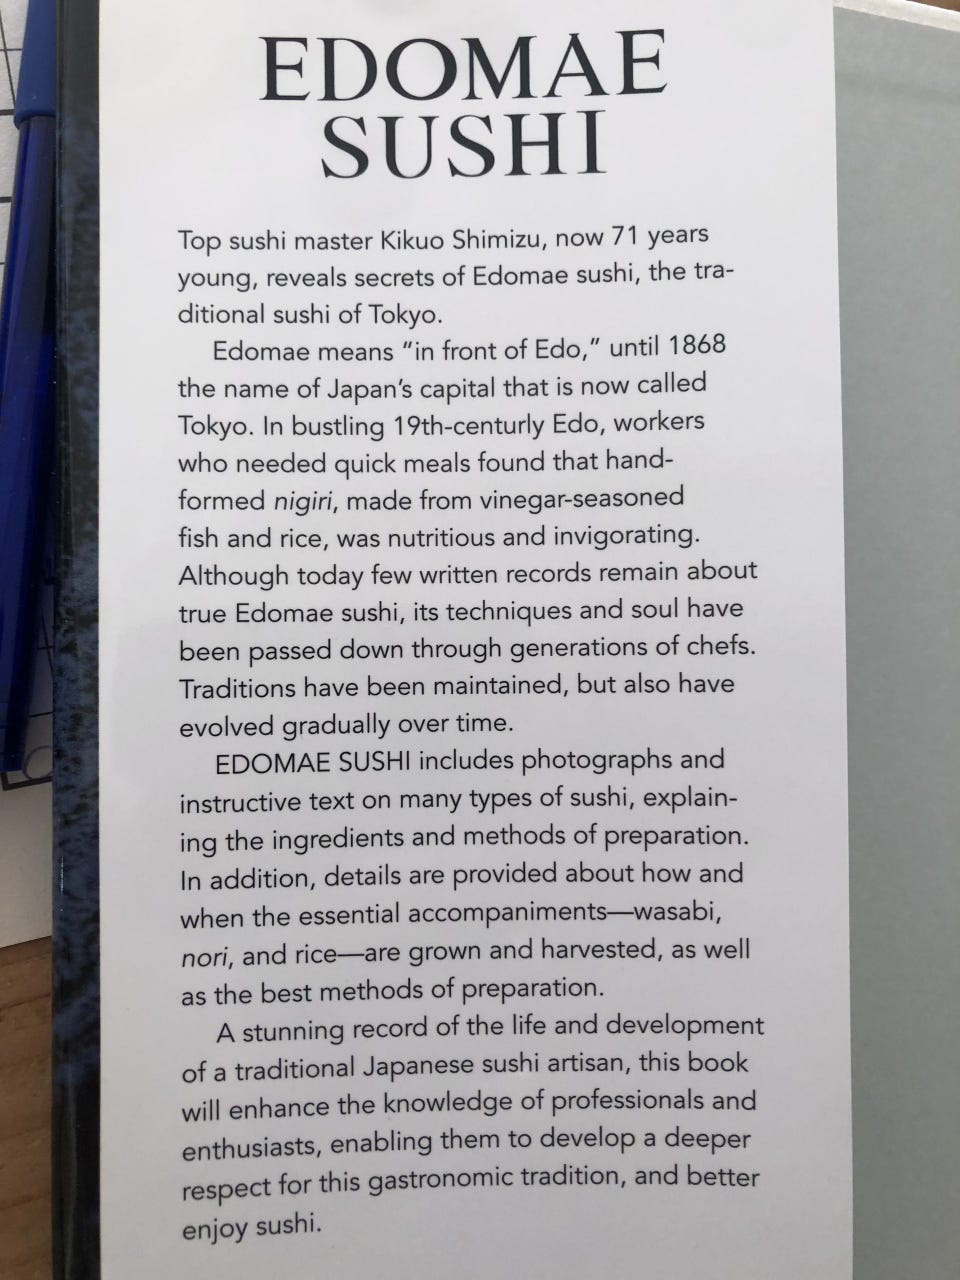 EDOMAE
SUSHI
Top sushi master Kikuo Shimizu, now 71 years
young, reveals secrets of Edomae sushi, the tra-
ditional sushi of Tokyo.
Edomae means “in front of Edo,” until 1868
the name of Japan’s capital that is now called
Tokyo. In bustling 19th-centurly Edo, workers
who needed quick meals found that hand-
formed nigiri, made from vinegar-seasoned
fish and rice, was nutritious and invigorating.
Although today few written records remain about
true Edomae sushi, its techniques and soul have
been passed down through generations of chefs.
Traditions have been maintained, but also have
evolved gradually over time.
EDOMAE SUSHI includes photographs and
instructive text on many types of sushi, explain-
ing the ingredients and methods of preparation.
In addition, details are provided about how and
when the essential accompaniments—wasabi,
nori, and rice—are grown and harvested, as well
as the best methods of preparation.
A stunning record of the life and development
of a traditional Japanese sushi artisan, this book
will enhance the knowledge of professionals and
enthusiasts, enabling them to develop a deeper
respect for this gastronomic tradition, and better
enjoy sushi.